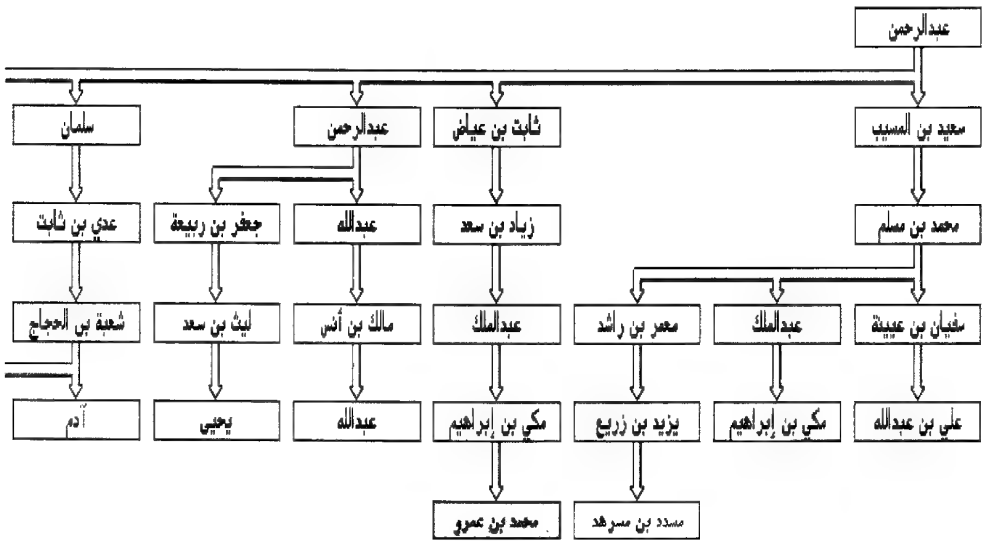 عبدالرحمن
سعيد بن المسيب
ثابت بن عياض
عبدالرحمن
سلمان
محمد بن مسلم
زياد بن سعد
عبدالله
جعفر بن ربيعة
عدي بن ثابت
سفيان بن عيينة
عبدالملك
معمر بن راشد
عبدالملك
مالك بن أنس
ليث بن سعد
شعبة بن الحجاج
علي بن عبدالله
مكي بن إبراهيم
يزيد بن زريع
مكي بن إبراهيم
عبدالله
يحيى
آدم
مسدد بن مسرهد
محمد بن عمرو